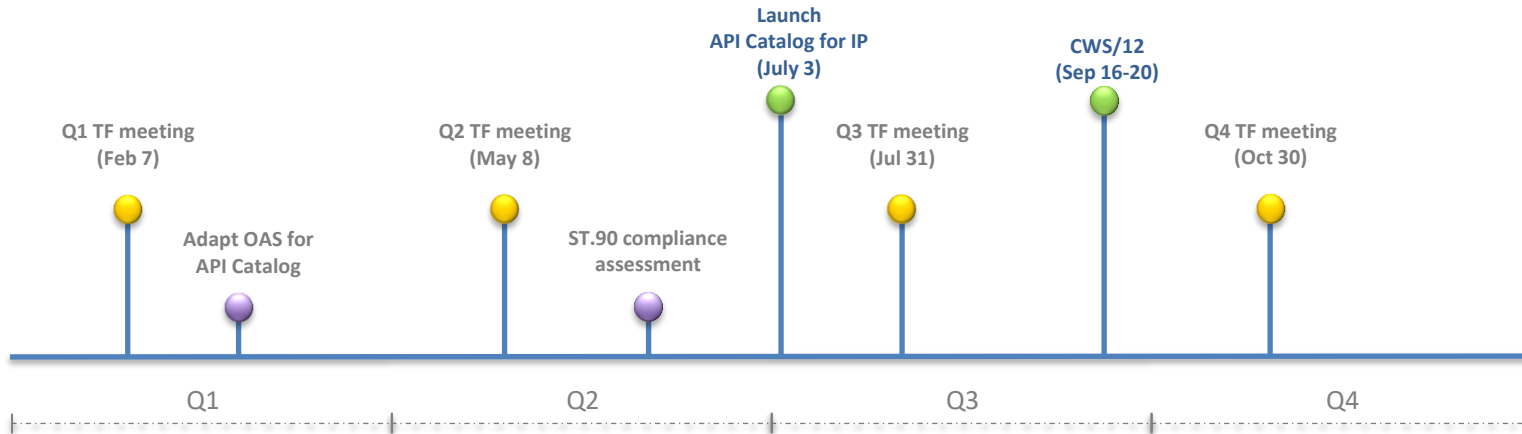 Launch
API Catalog for IP
(July 3)
CWS/12
(Sep 16-20)
Q1 TF meeting
(Feb 7)
Q2 TF meeting
(May 8)
Q3 TF meeting
(Jul 31)
Q4 TF meeting
(Oct 30)
Adapt OAS for
API Catalog
ST.90 compliance
assessment
Q1
Q2
Q3
Q4